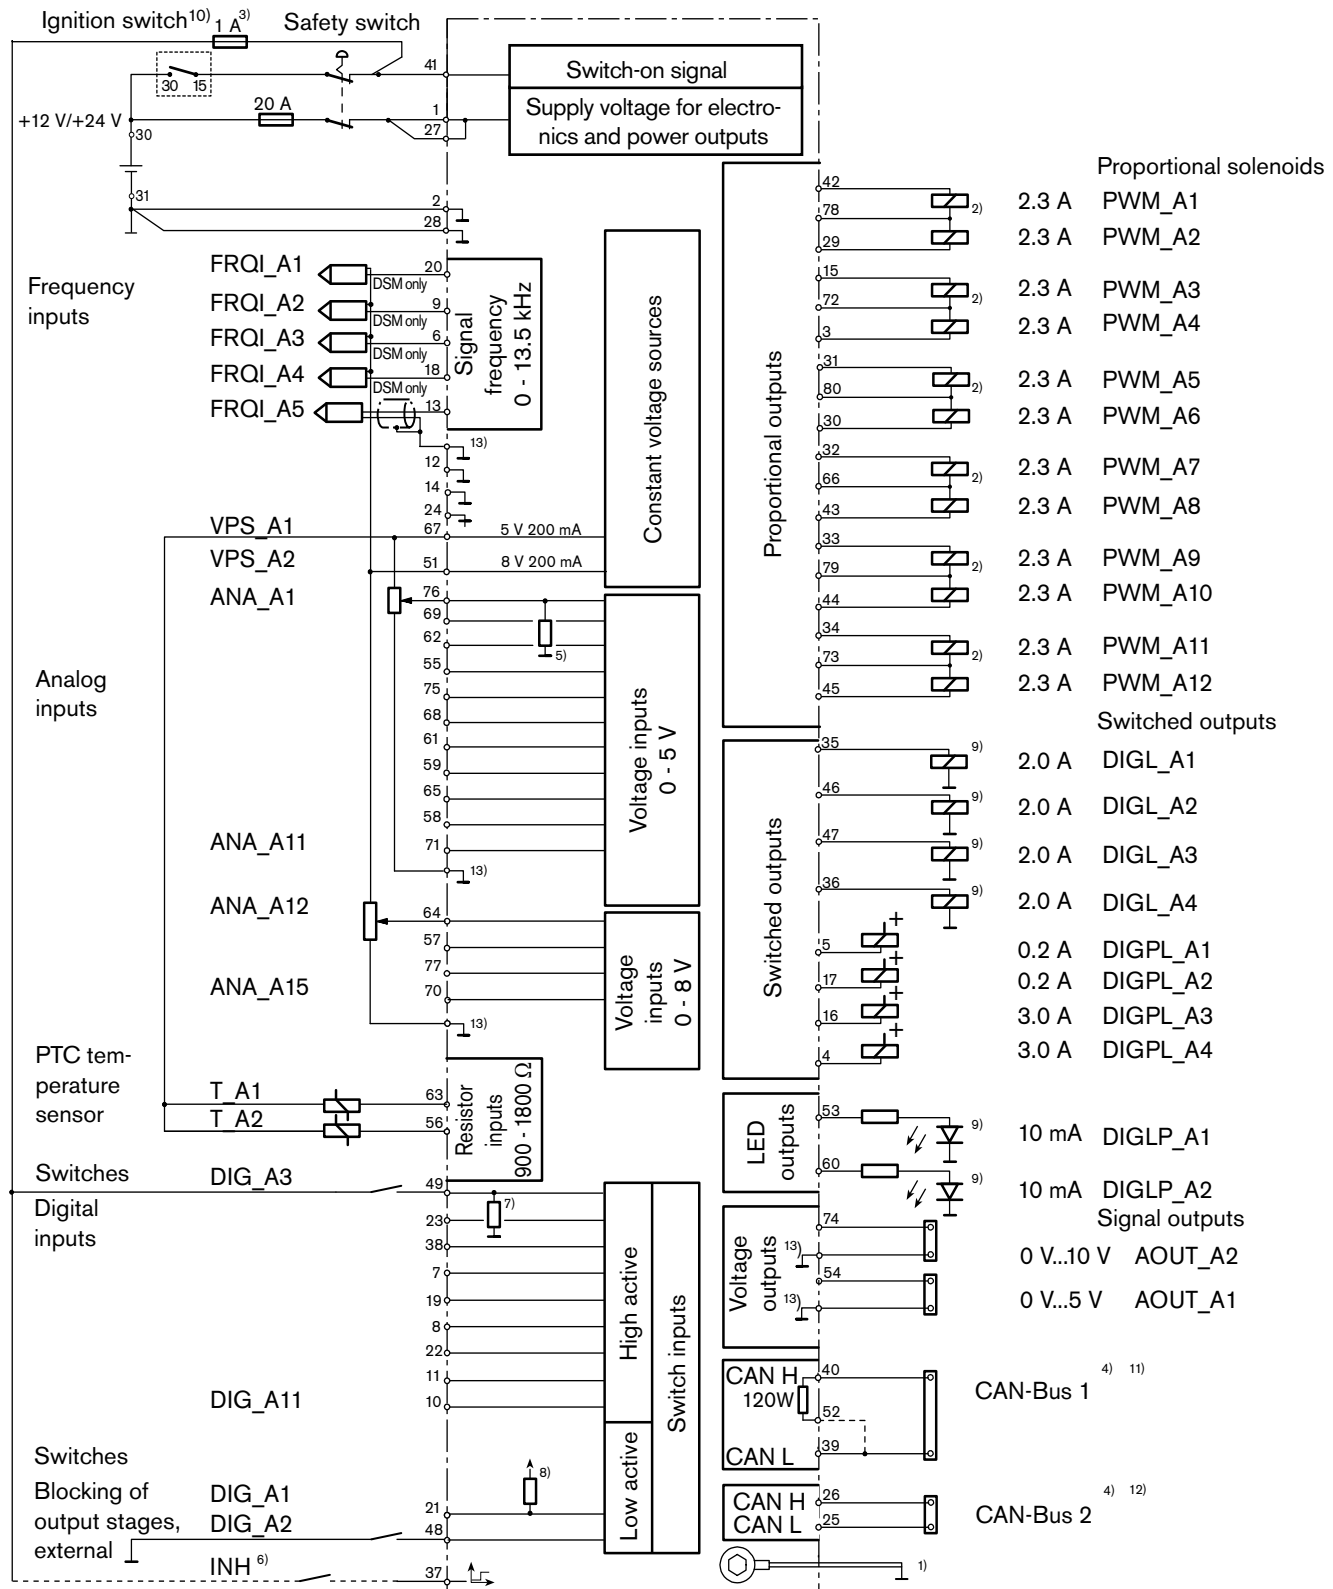 Ignition switch10)
1 A3)
Safety switch
30 15
41
Switch-on signal
+12 V/+24 V
20 A
1
27
Supply voltage for electro-
nics and power outputs
30
31
2
28
Frequency
inputs
FRQI_A1
DSM only
20
FRQI_A2
DSM only
9
FRQI_A3
DSM only
6
FRQI_A4
DSM only
18
FRQI_A5
13
Signal
frequency
0 - 13.5 kHz
13)
12
14
24
VPS_A1
67
5 V 200 mA
VPS_A2
51
8 V 200 mA
Constant voltage sources
Analog
inputs
ANA_A1
76
69
62
5)
55
75
68
61
59
65
58
ANA_A11
71
13)
Voltage inputs
0 - 5 V
ANA_A12
64
57
77
ANA_A15
70
13)
Voltage
inputs
0 - 8 V
PTC tem-
perature
sensor
T_A1
63
T_A2
56
Resistor
inputs
900 - 1800 Ω
Switches
DIG_A3
49
7)
Digital
inputs
23
38
7
19
8
22
11
DIG_A11
10
High active
Switch inputs
Low active
Switches
Blocking of
output stages,
external
8)
DIG_A1
21
DIG_A2
48
INH 6)
37
Proportional solenoids
Proportional outputs
42
78
29
2)
2.3 A PWM_A1
2.3 A PWM_A2
15
72
3
2)
2.3 A PWM_A3
2.3 A PWM_A4
31
80
30
2)
2.3 A PWM_A5
2.3 A PWM_A6
32
66
43
2)
2.3 A PWM_A7
2.3 A PWM_A8
33
79
44
2)
2.3 A PWM_A9
2.3 A PWM_A10
34
73
45
2)
2.3 A PWM_A11
2.3 A PWM_A12
Switched outputs
Switched outputs
35
9)
2.0 A DIGL_A1
46
9)
2.0 A DIGL_A2
47
9)
2.0 A DIGL_A3
36
9)
2.0 A DIGL_A4
5
+
0.2 A DIGPL_A1
17
+
0.2 A DIGPL_A2
16
+
3.0 A DIGPL_A3
4
+
3.0 A DIGPL_A4
LED
outputs
53
9)
10 mA DIGLP_A1
60
9)
10 mA DIGLP_A2
Signal outputs
Voltage
outputs
74
13)
0 V...10 V AOUT_A2
54
13)
0 V...5 V AOUT_A1
CAN H
40
120W
52
CAN L
39
CAN-Bus 1 4) 11)
CAN H
26
CAN L
25
CAN-Bus 2 4) 12)
1)